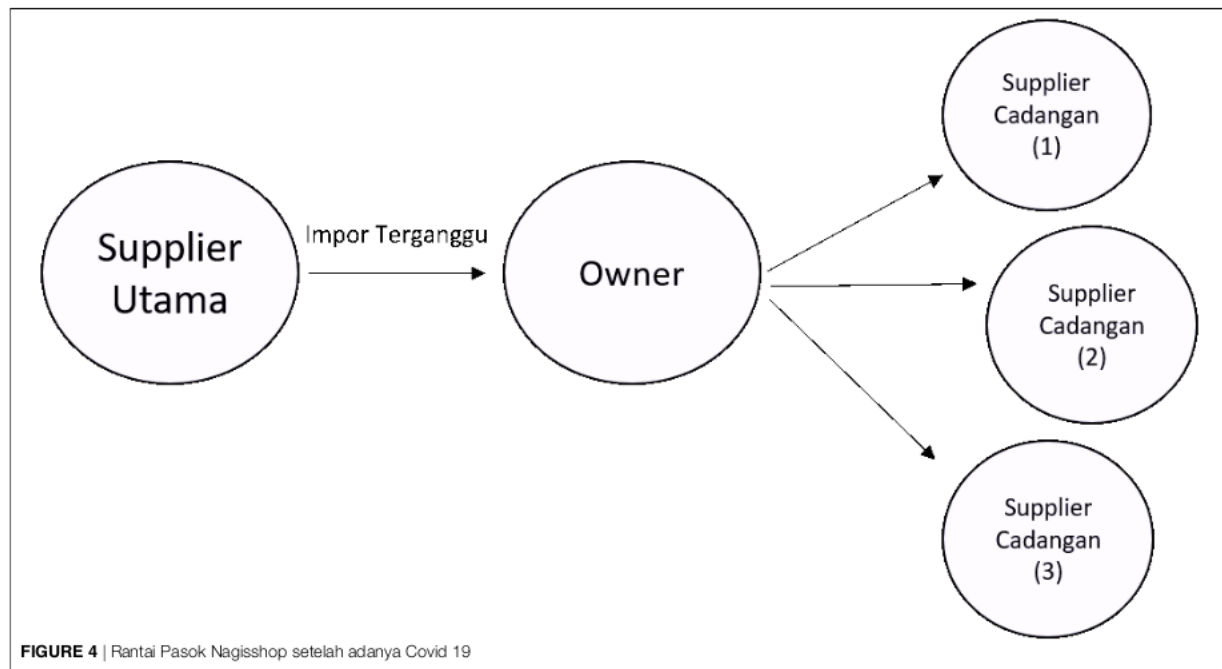 Supplier
Utama
Impor Terganggu
Owner
Supplier
Cadangan
(1)
Supplier
Cadangan
(2)
Supplier
Cadangan
(3)
FIGURE 4 | Rantai Pasok Nagisshop setelah adanya Covid 19